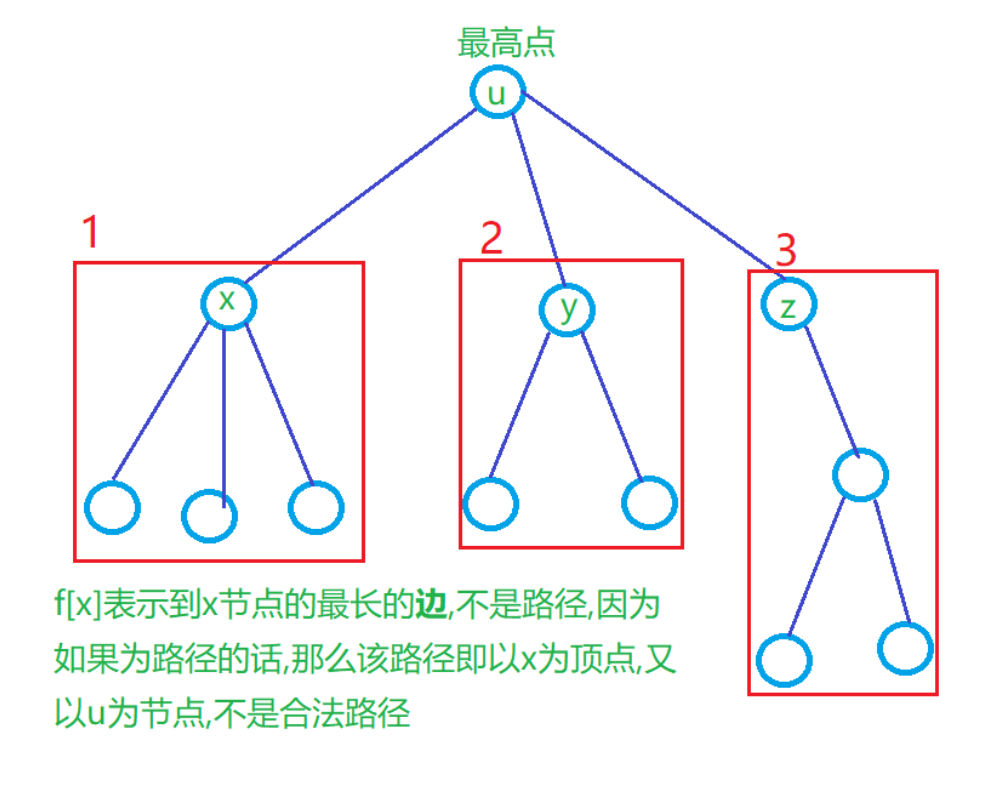 最高点
u
1
2
3
x
y
z
f[x]表示到x节点的最长的边,不是路径,因为
如果为路径的话,那么该路径即以x为顶点,又
以u为节点,不是合法路径